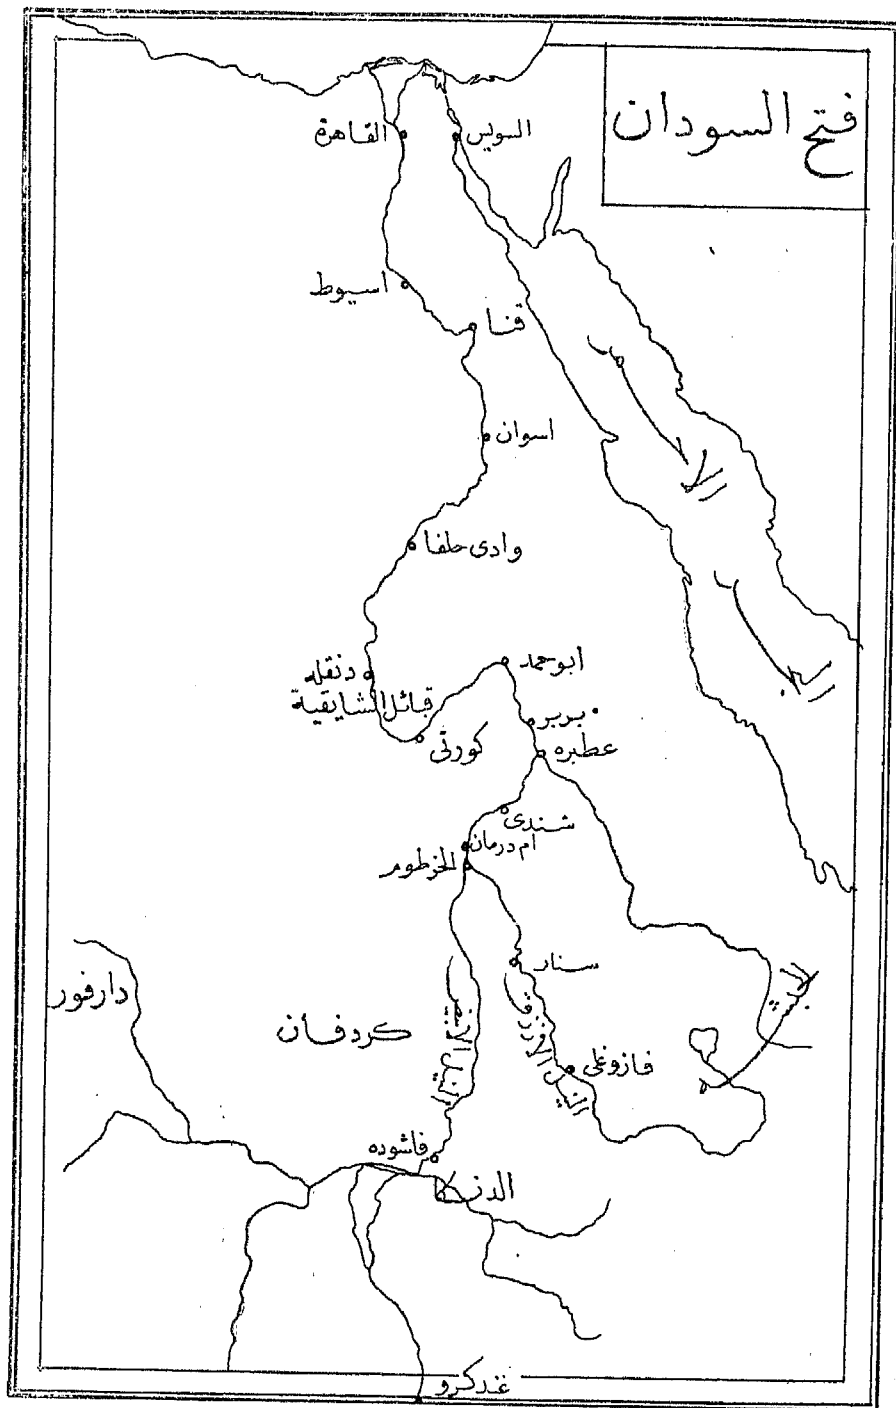 فتح السودان
السويس
القاهرة
اسيوط
قنا
اسوان
وادى حلفا
أبو حمد
دنقله
قبائل الشايقية
بربر
كورتى
عطبره
شندى
ام درمان
الخرطوم
سنار
دارفور
كردفان
النيل الابيض
النيل الازرق
فازوغلى
فاشوده
الدنكا
غندكرو